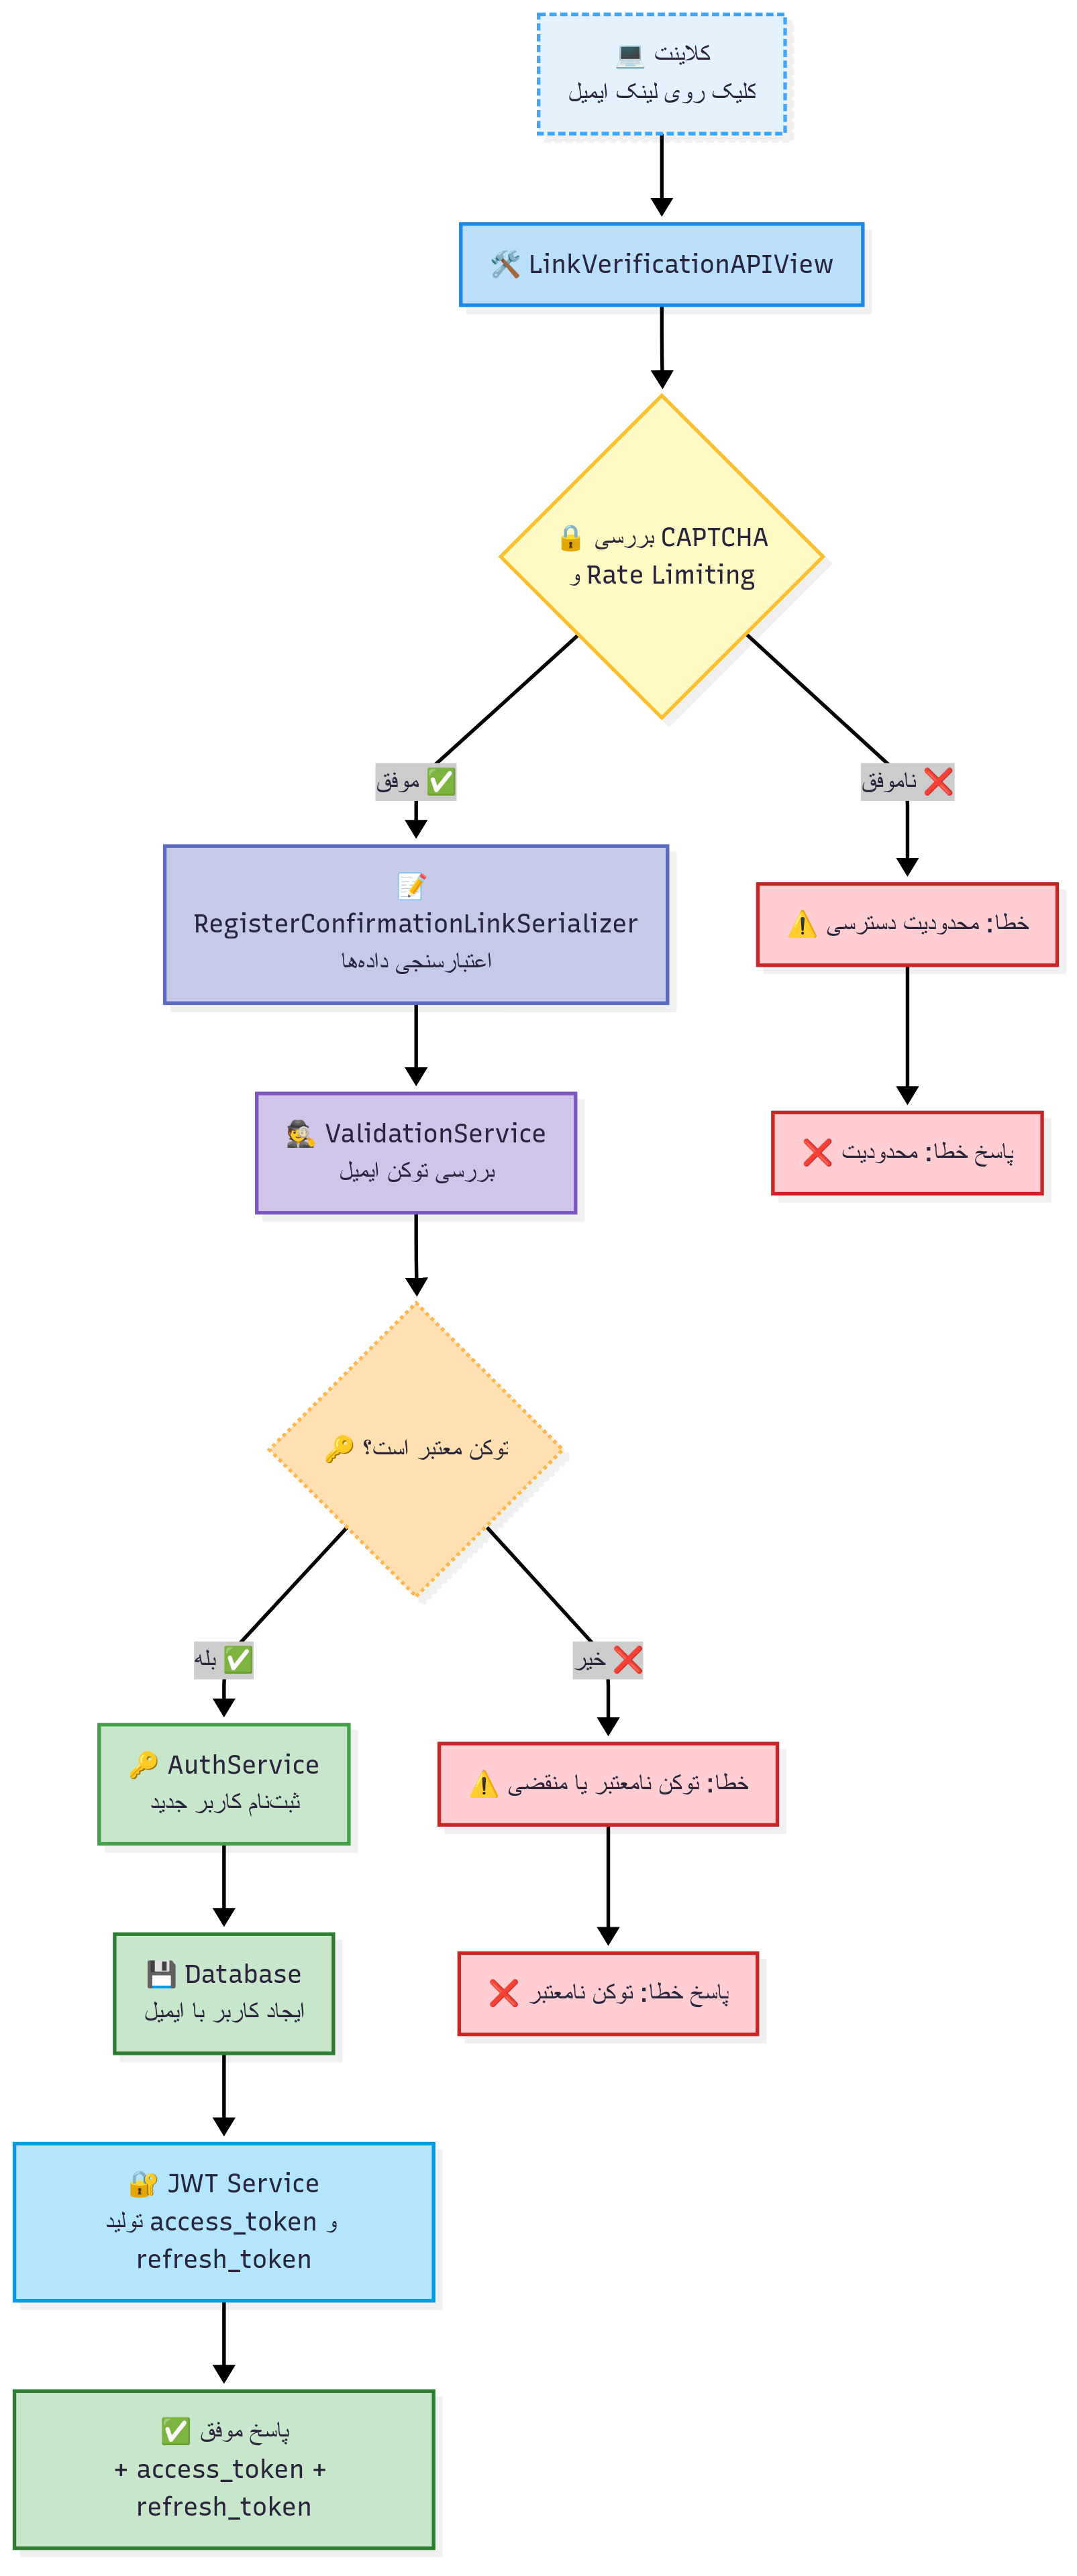 💻 کلاینت
کلیک روی لینک ایمیل
🛠️ LinkVerificationAPIView
🔒 بررسی CAPTCHA
و Rate Limiting
موفق ✅
ناموفق ❌
📝
RegisterConfirmationLinkSerializer
اعتبارسنجی داده‌ها
⚠️ خطا: محدودیت دسترسی
🕵️ ValidationService
بررسی توکن ایمیل
❌ پاسخ خطا: محدودیت
🔑 توکن معتبر است؟
بله ✅
خیر ❌
🔑 AuthService
ثبت‌نام کاربر جدید
⚠️ خطا: توکن نامعتبر یا منقضی
💾 Database
ایجاد کاربر با ایمیل
❌ پاسخ خطا: توکن نامعتبر
🔐 JWT Service
تولید access_token و
refresh_token
✅ پاسخ موفق
+ access_token +
refresh_token